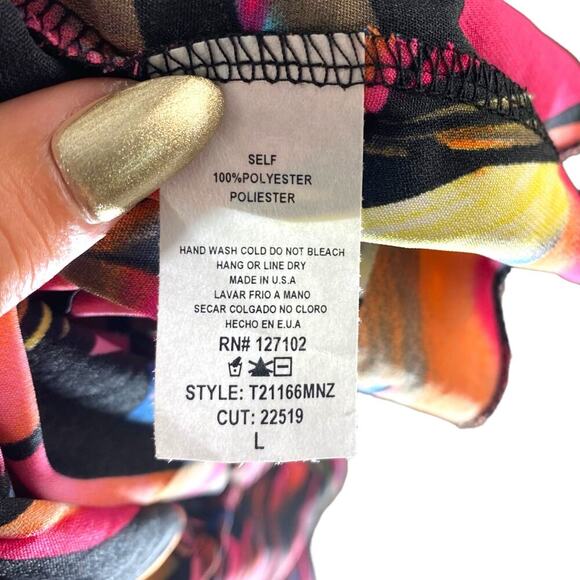 SELF
100%POLYESTER
POLIESTER
HAND WASH COLD DO NOT BLEACH
HANG OR LINE DRY
MADE IN U.S.A
LAVAR FRIO A MANO
SECAR COLGADO NO CLORO
HECHO EN E.U.A
RN# 127102
STYLE: T21166MNZ
CUT: 22519
L